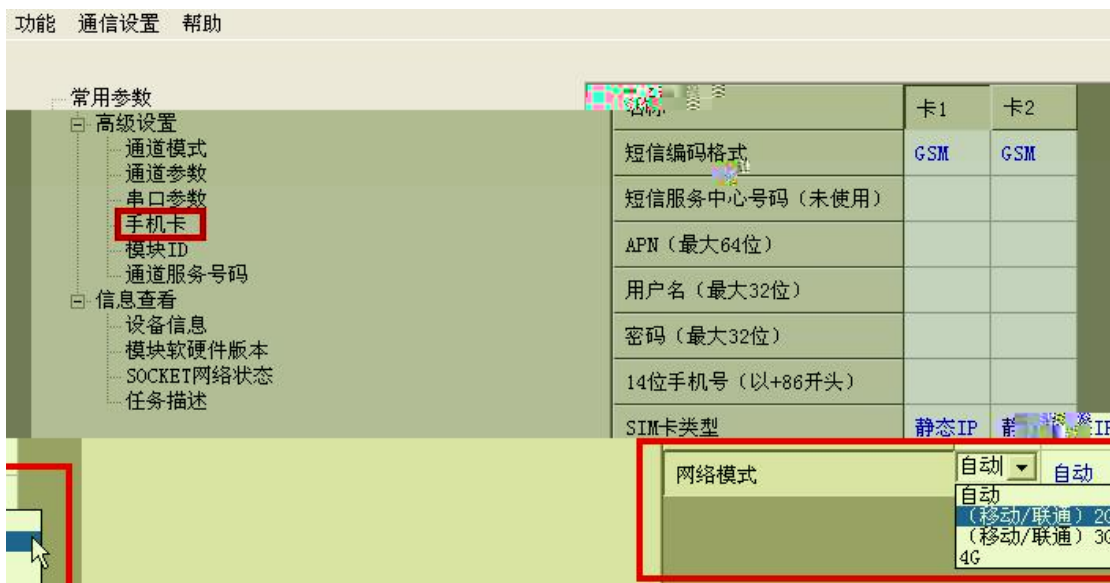 功能 通信设置 帮助
常用参数
高级设置
通道模式
通道参数
串口参数
手机卡
模块ID
通道服务号码
信息查看
设备信息
模块软硬件版本
SOCKET网络状态
任务描述
名称 卡1 卡2
短信编码格式 GSM GSM
短信服务中心号码（未使用）
APN（最大64位）
用户名（最大32位）
密码（最大32位）
14位手机号（以+86开头）
SIM卡类型 静态IP 静 IP
网络模式 自动 自动
自动
（移动/联通）2G
（移动/联通）3G
4G